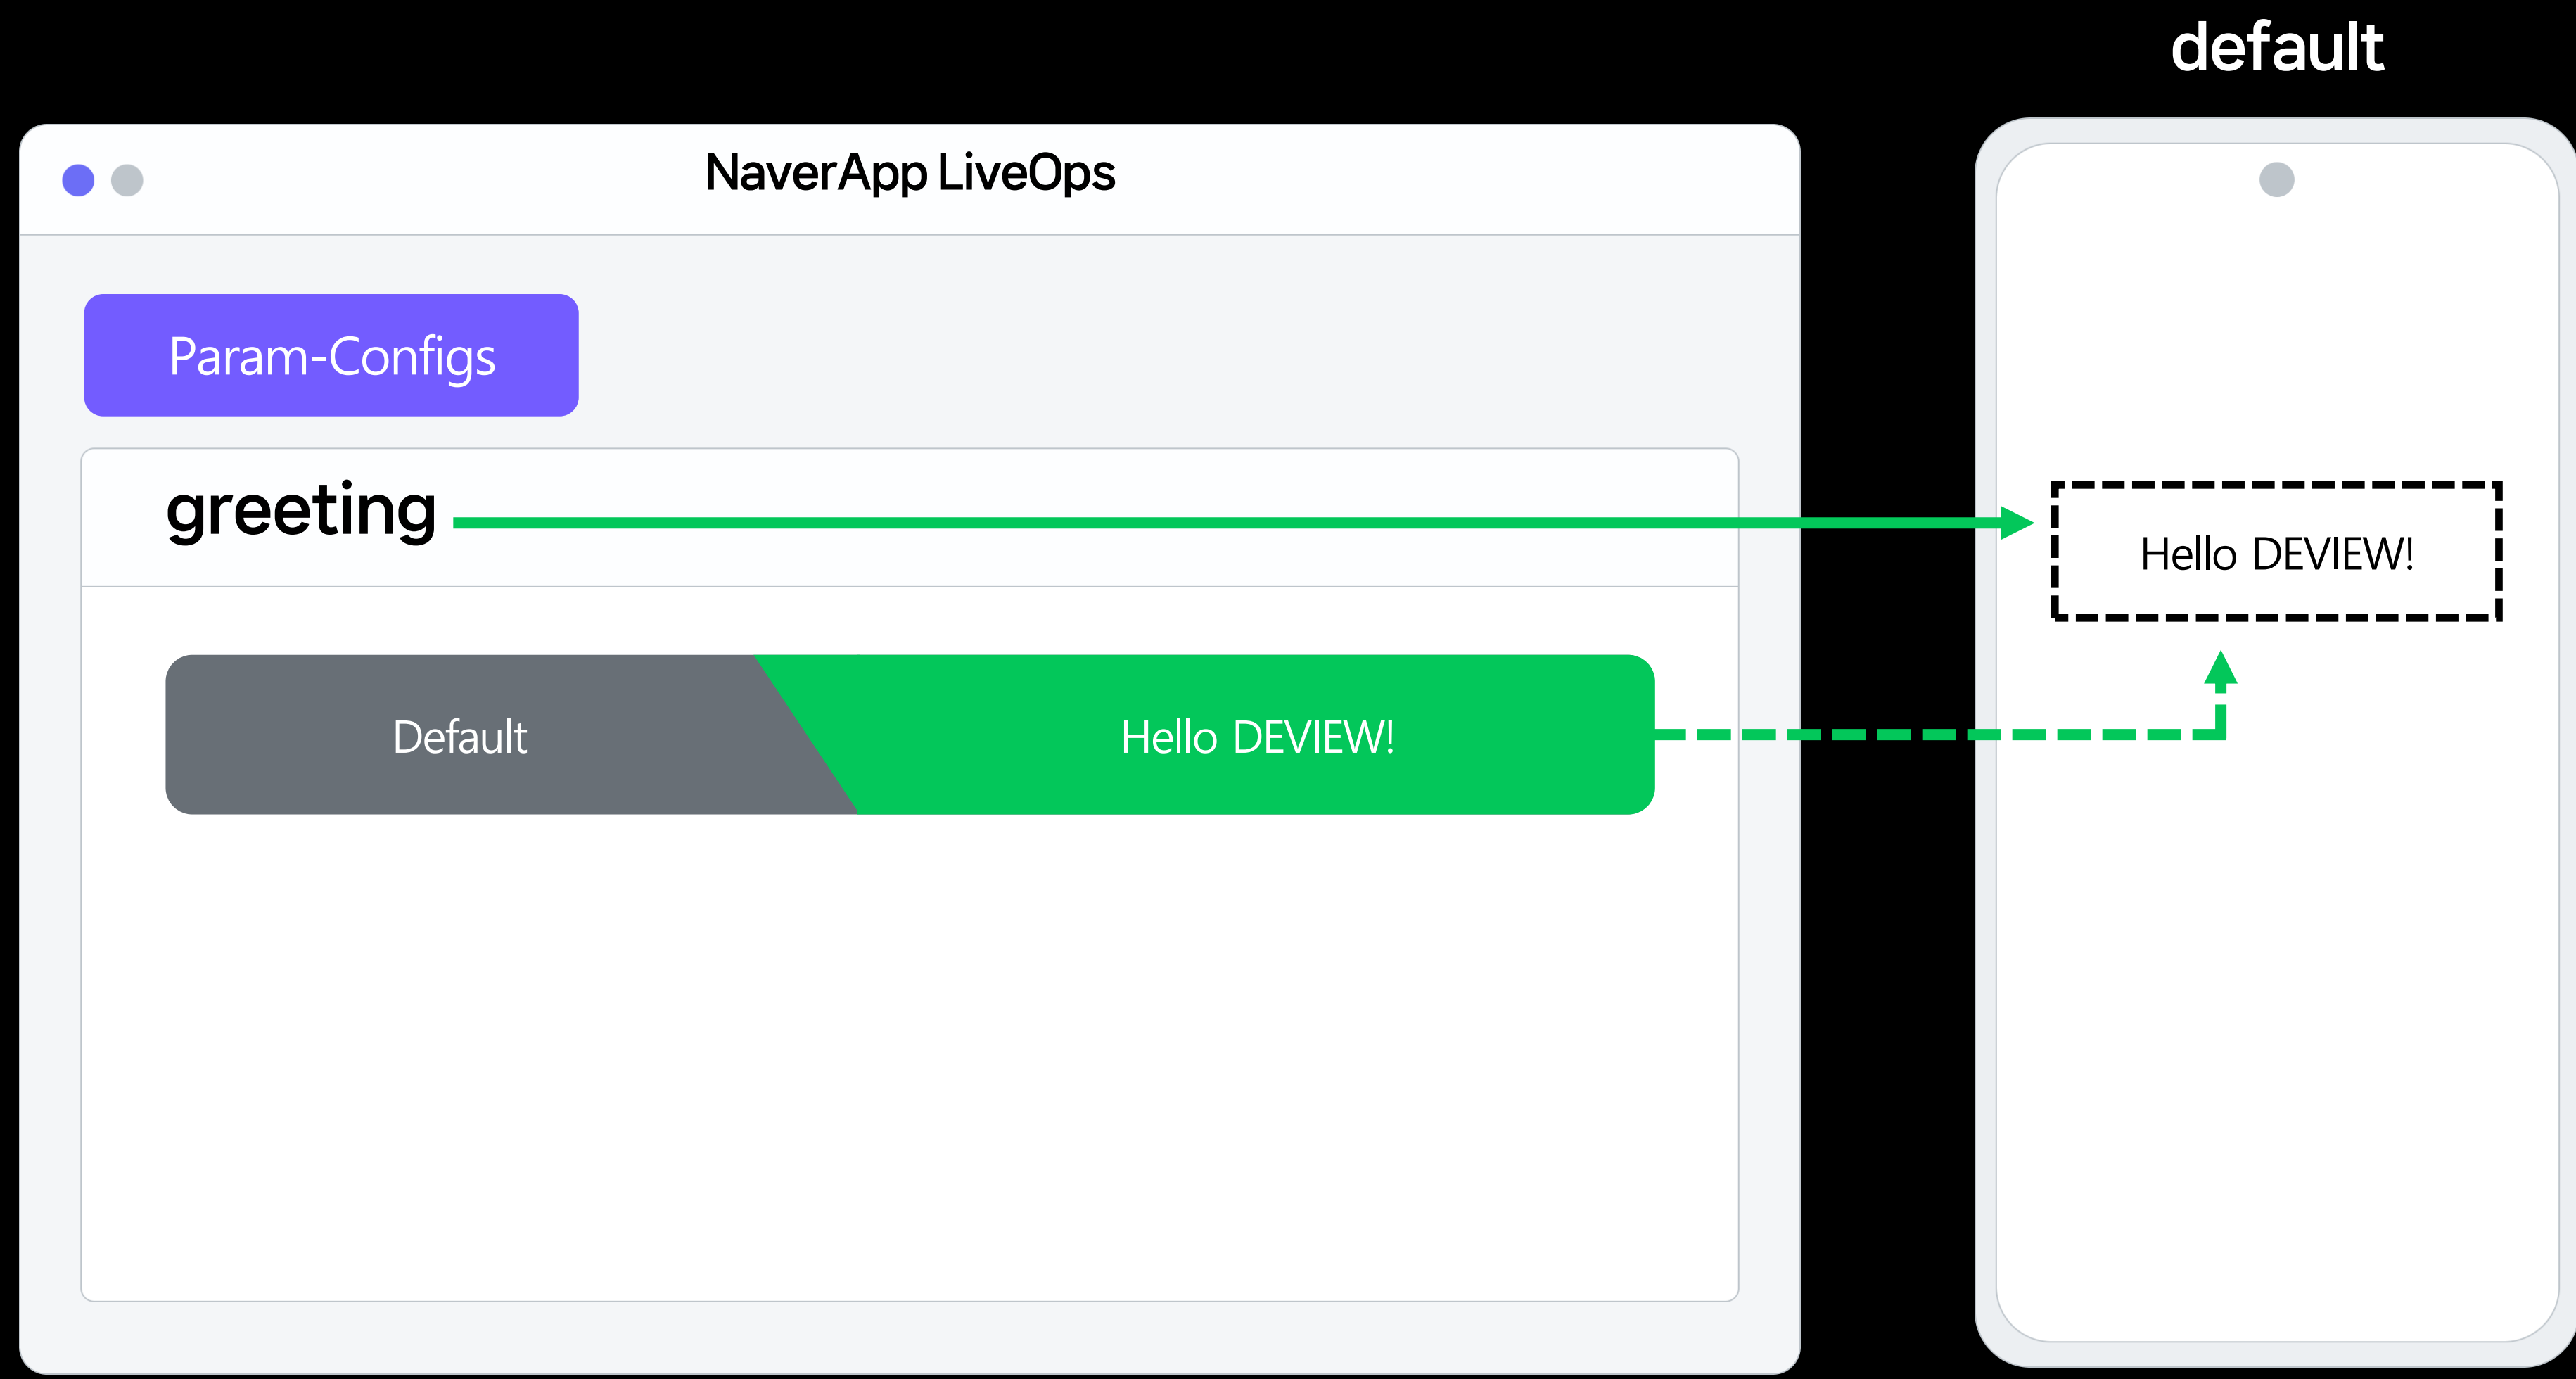 default
NaverApp LiveOps
Param-Configs
greeting
Hello DEVIEW!
Default
Hello DEVIEW!